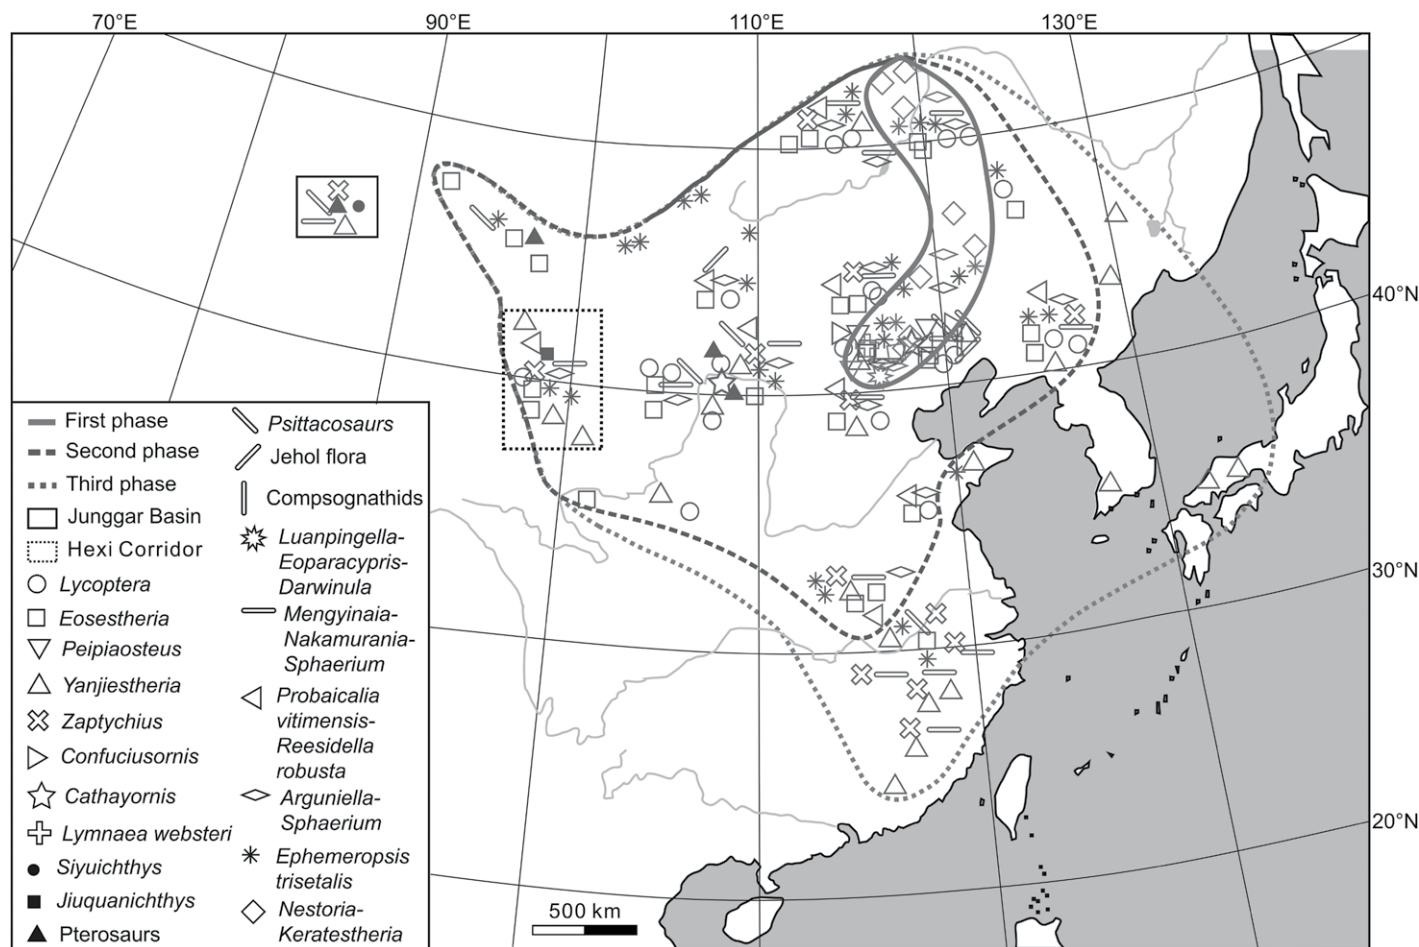 70°E
90°E
110°E
130°E
40°N
30°N
20°N
First phase
Second phase
Third phase
Junggar Basin
Hexi Corridor
Lycoptera
Eosestheria
Peipiaosteus
Yanjiestheria
Zaptychius
Confuciusornis
Cathayornis
Lymnaea websteri
Siyuichthys
Jiuquanichthys
Pterosaurs
Psittacosaurs
Jehol flora
Compsognathids
Luanpingella-
Eoparacypris-
Darwinula
Mengyinaia-
Nakamurania-
Sphaerium
Probaicalia
vitimensis-
Reesidella
robusta
Arguniella-
Sphaerium
Ephemeropsis
trisetalis
Nestoria-
Keratestheria
500 km